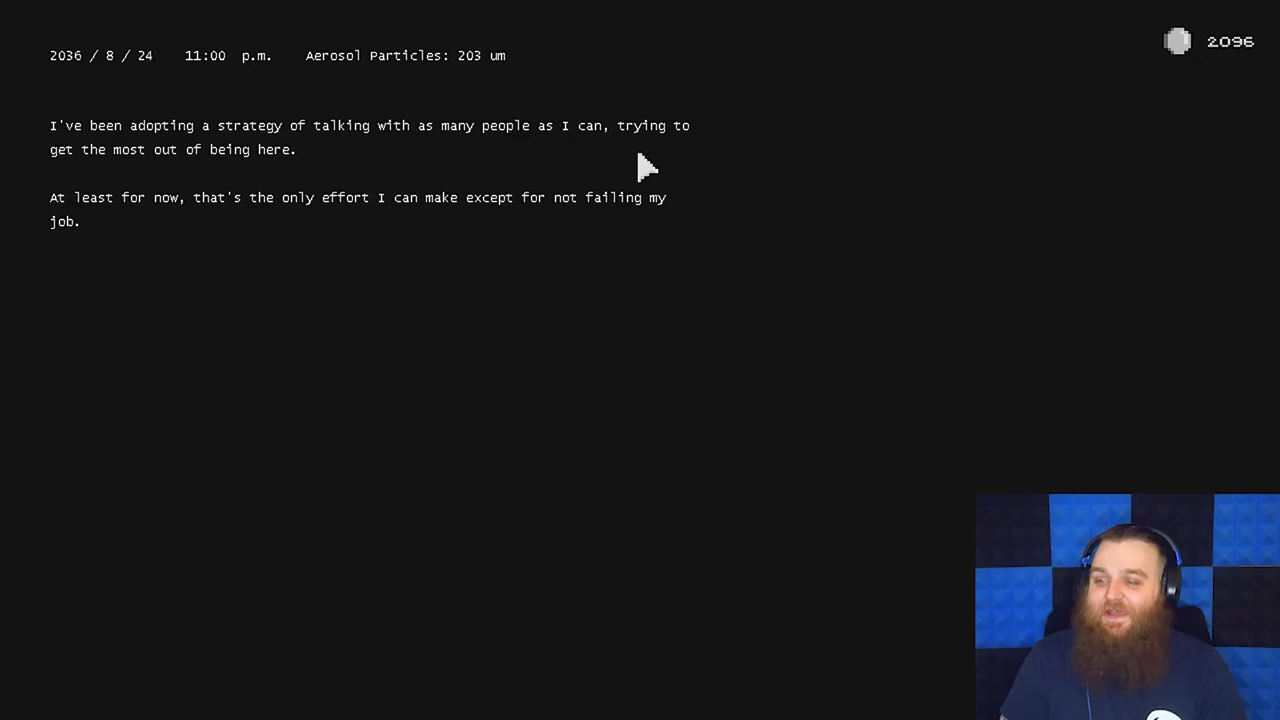 2036 / 8 / 24 11:00 p.m. Aerosol Particles: 203 um
2096
I've been adopting a strategy of talking with as many people as I can, trying to
get the most out of being here.
At least for now, that's the only effort I can make except for not failing my
job.